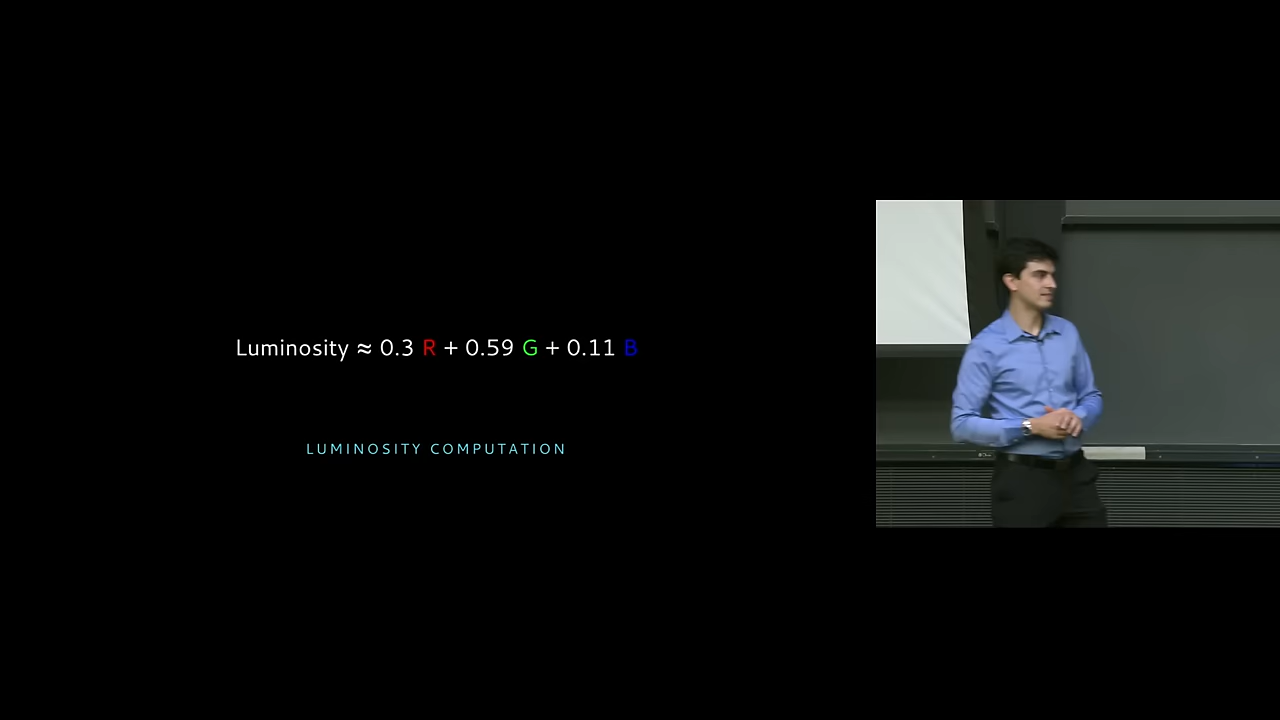 Luminosity ≈ 0.3 R + 0.59 G + 0.11 B
LUMINOSITY COMPUTATION